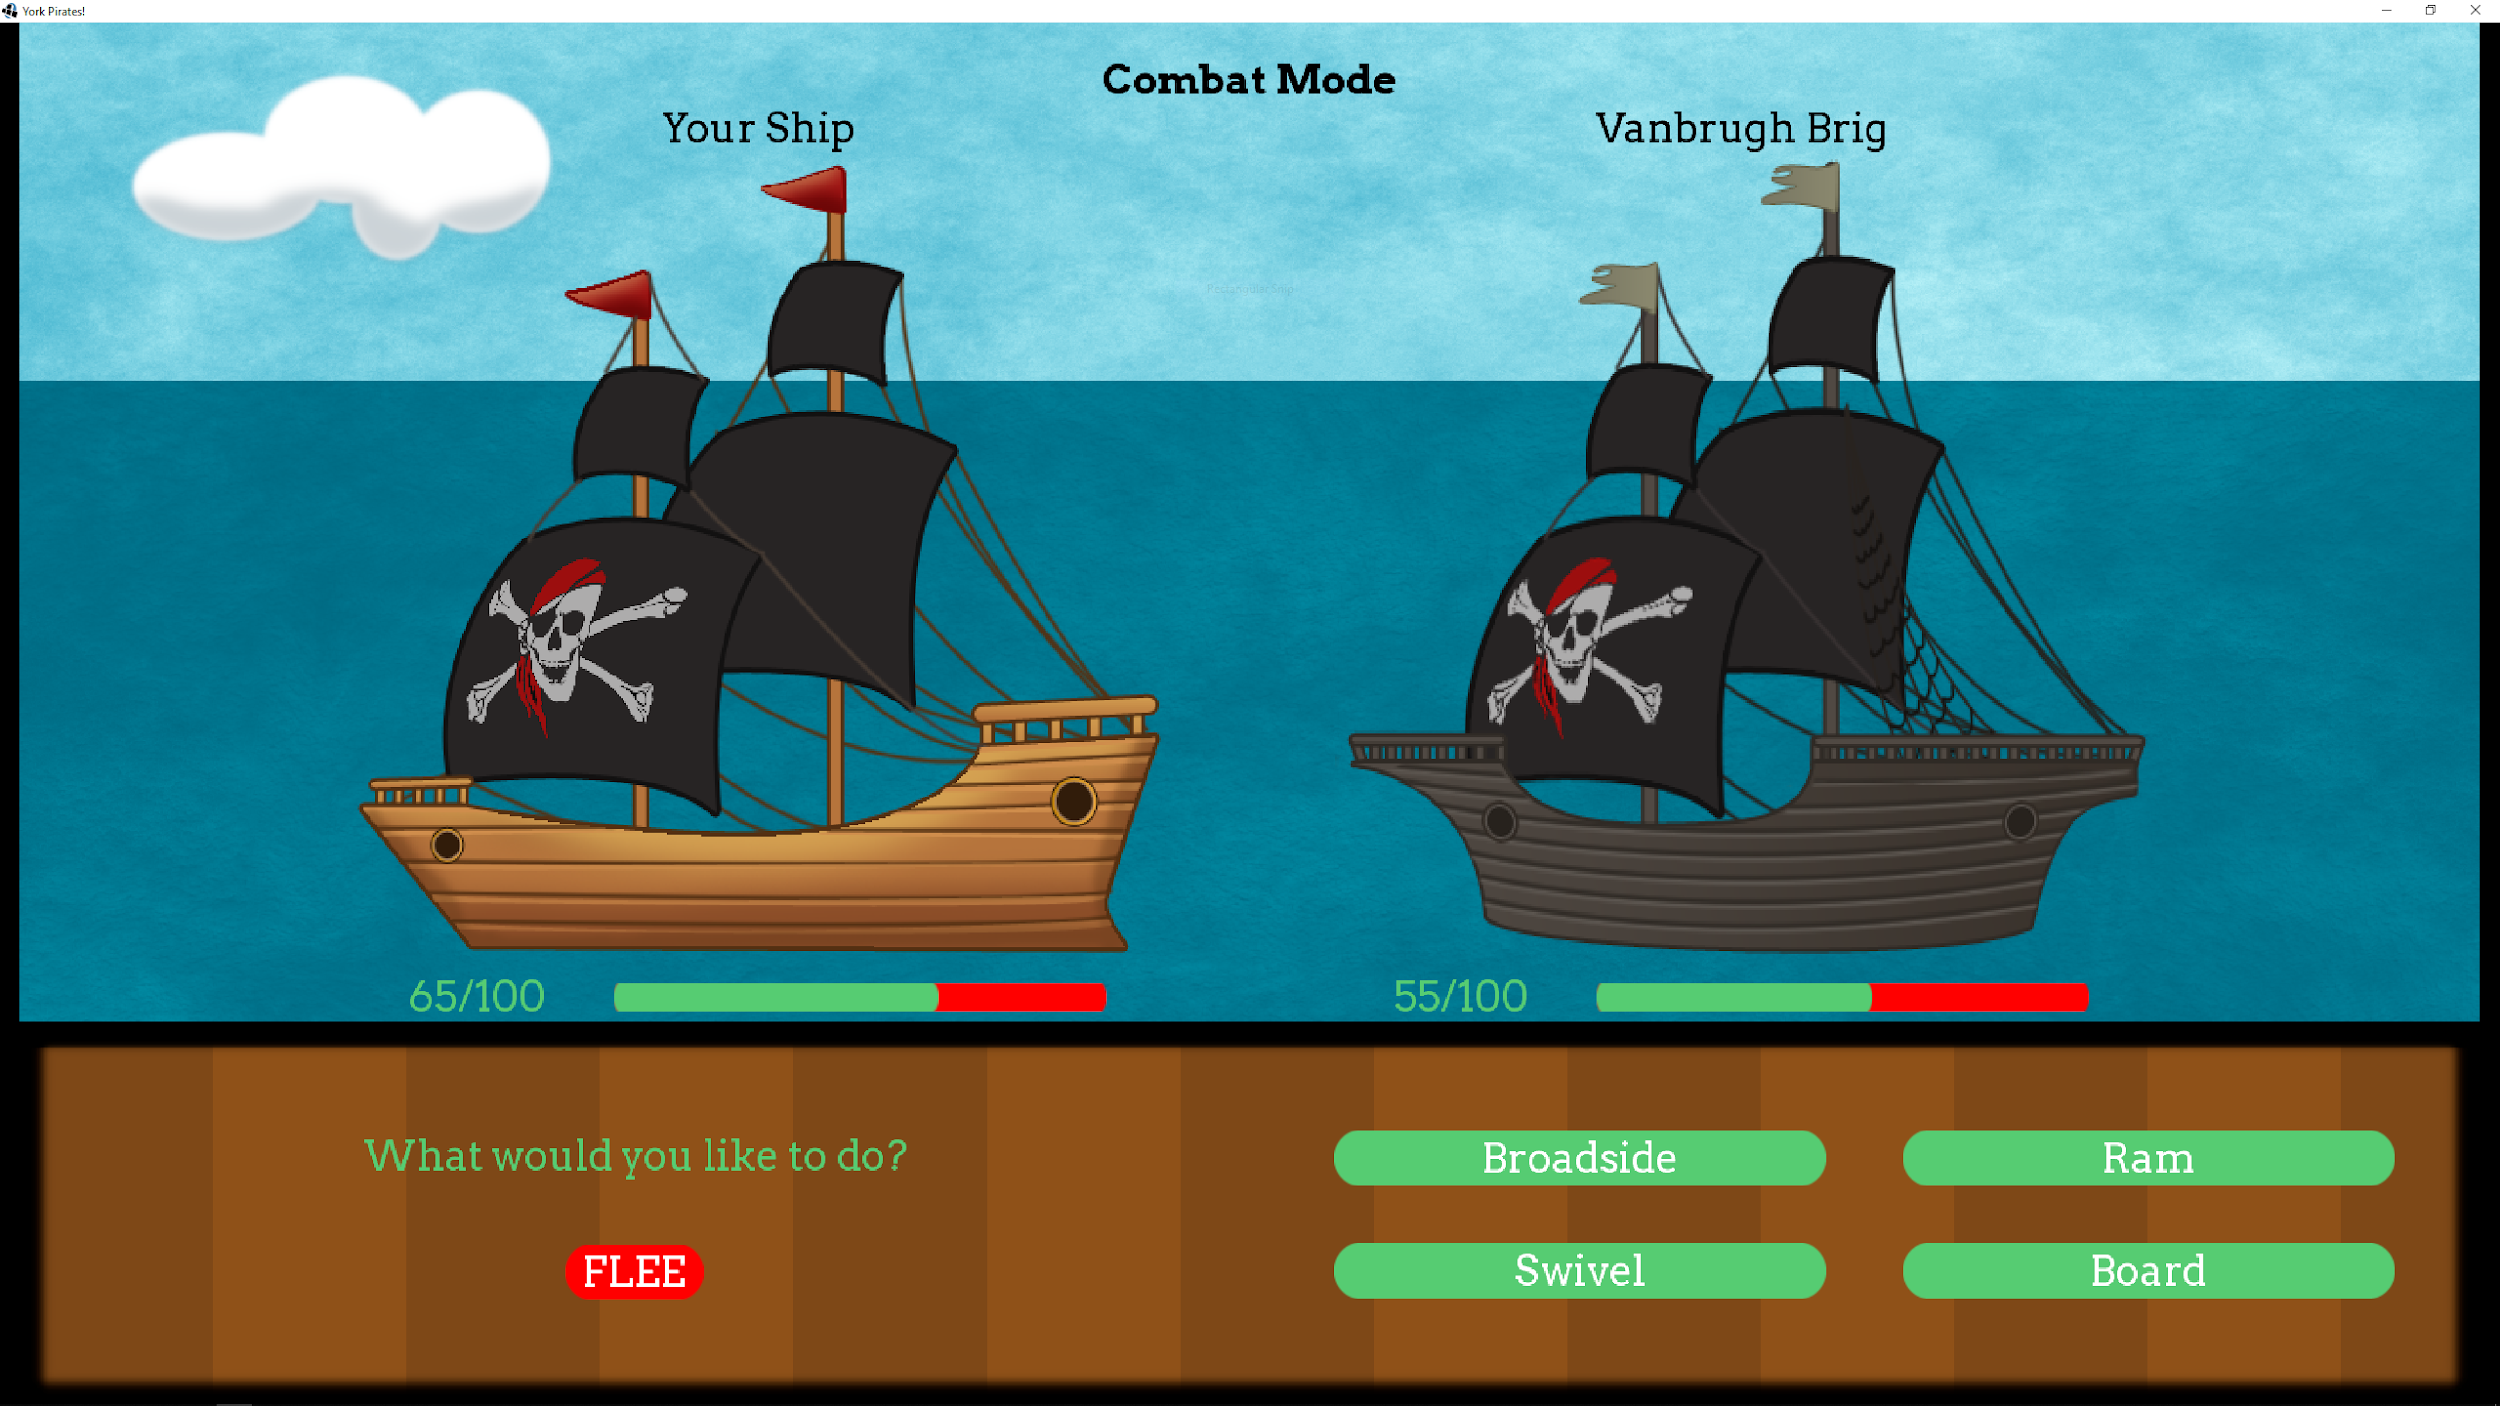 York Pirates!
Combat Mode
Your Ship
Vanbrugh Brig
65/100
55/100
What would you like to do?
Broadside
Ram
FLEE
Swivel
Board